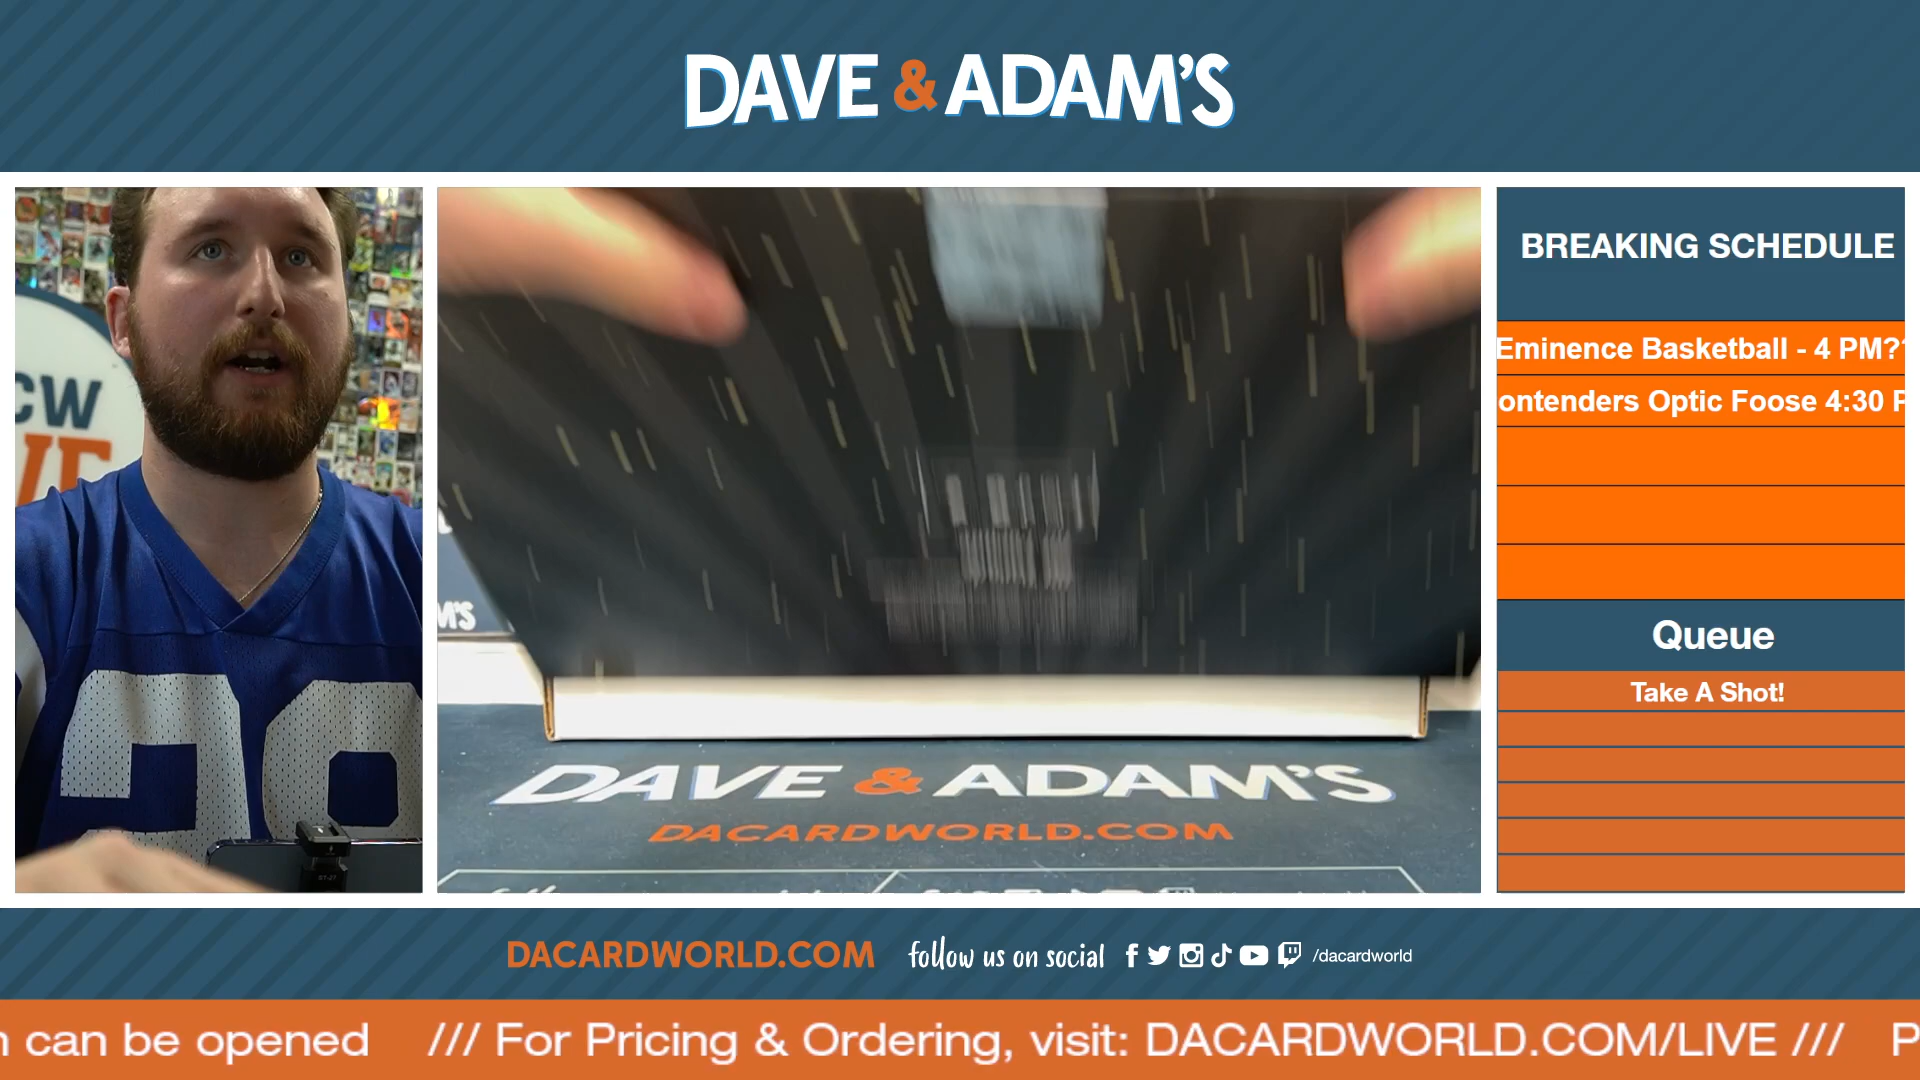 DAVE & ADAM'S
CW
BREAKING SCHEDULE
Eminence Basketball - 4 PM?
ontenders Optic Foose 4:30 P
Queue
Take A Shot!
M'S
DAVE & ADAM'S
DACARDWORLD.COM
DACARDWORLD.COM follow us on social /dacardworld
can be opened /// For Pricing & Ordering, visit: DACARDWORLD.COM/LIVE /// P